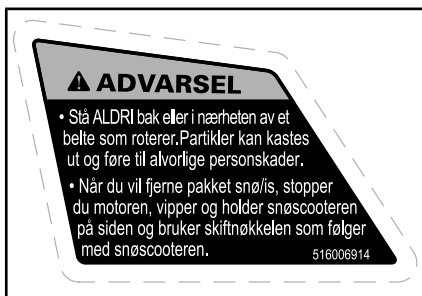 ⚠ ADVARSEL
• Stå ALDRI bak eller i nærheten av et
belte som roterer.Partikler kan kastes
ut og føre til alvorlige personskader.
• Når du vil fjerne pakket snø/is, stopper
du motoren, vipper og holder snøscooteren
på siden og bruker skiftnøkkelen som følger
med snøscooteren.
516006914